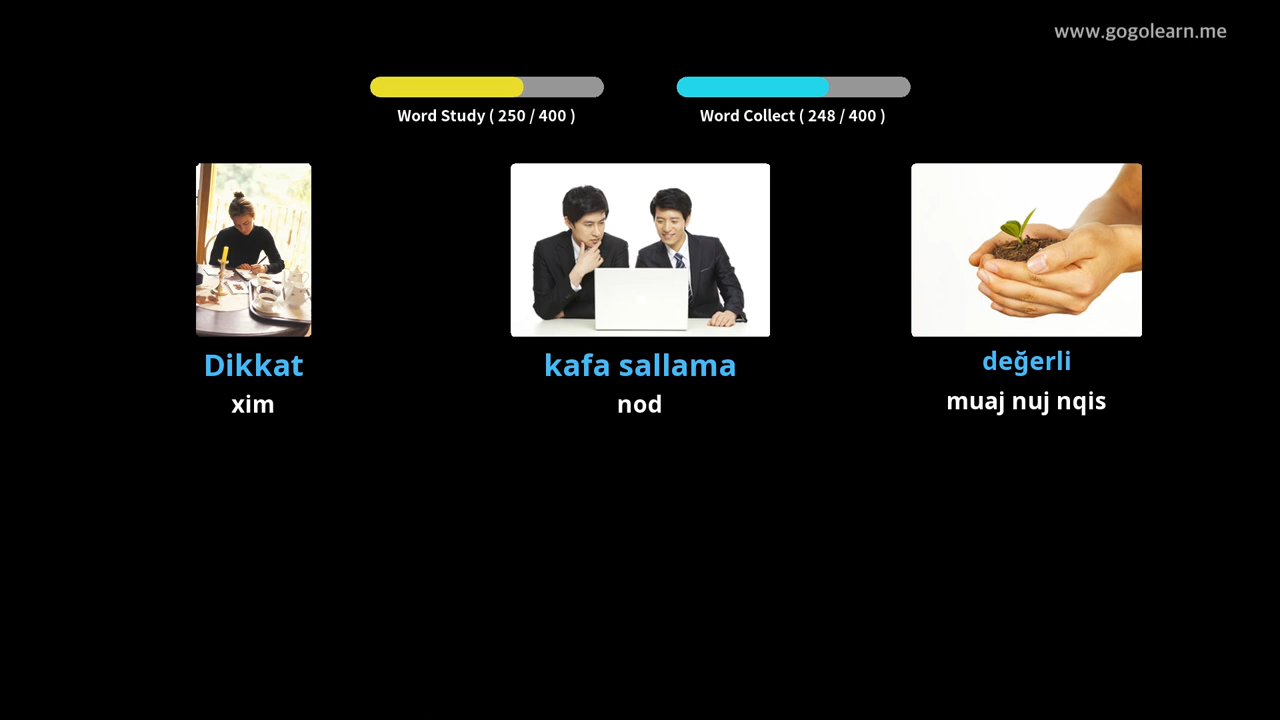 www.gogolearn.me
Word Study ( 250 / 400 )
Word Collect ( 248 / 400 )
Dikkat
xim
kafa sallama
nod
değerli
muaj nuj nqis